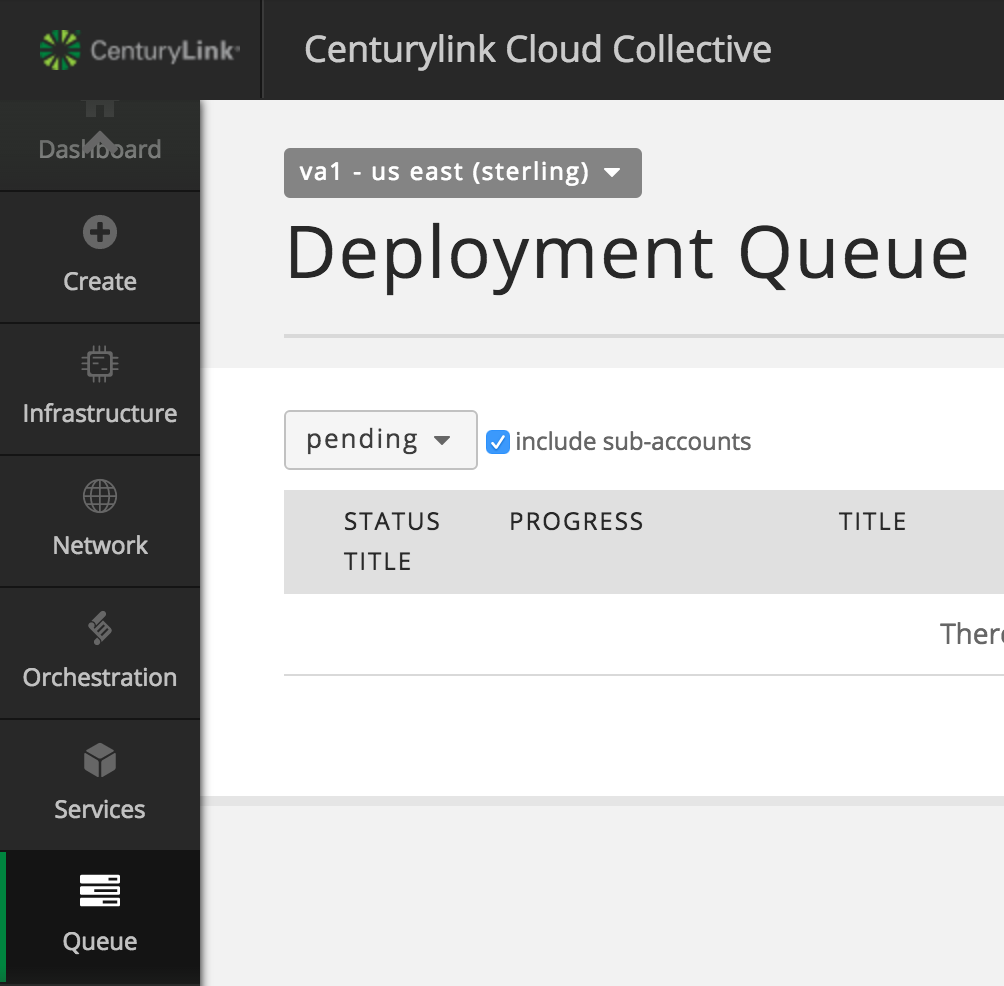 CenturyLink
Centurylink Cloud Collective
Dashboard
Create
Infrastructure
Network
Orchestration
Services
Queue
va1 - us east (sterling)
Deployment Queue
pending
include sub-accounts
STATUS TITLE
PROGRESS
TITLE